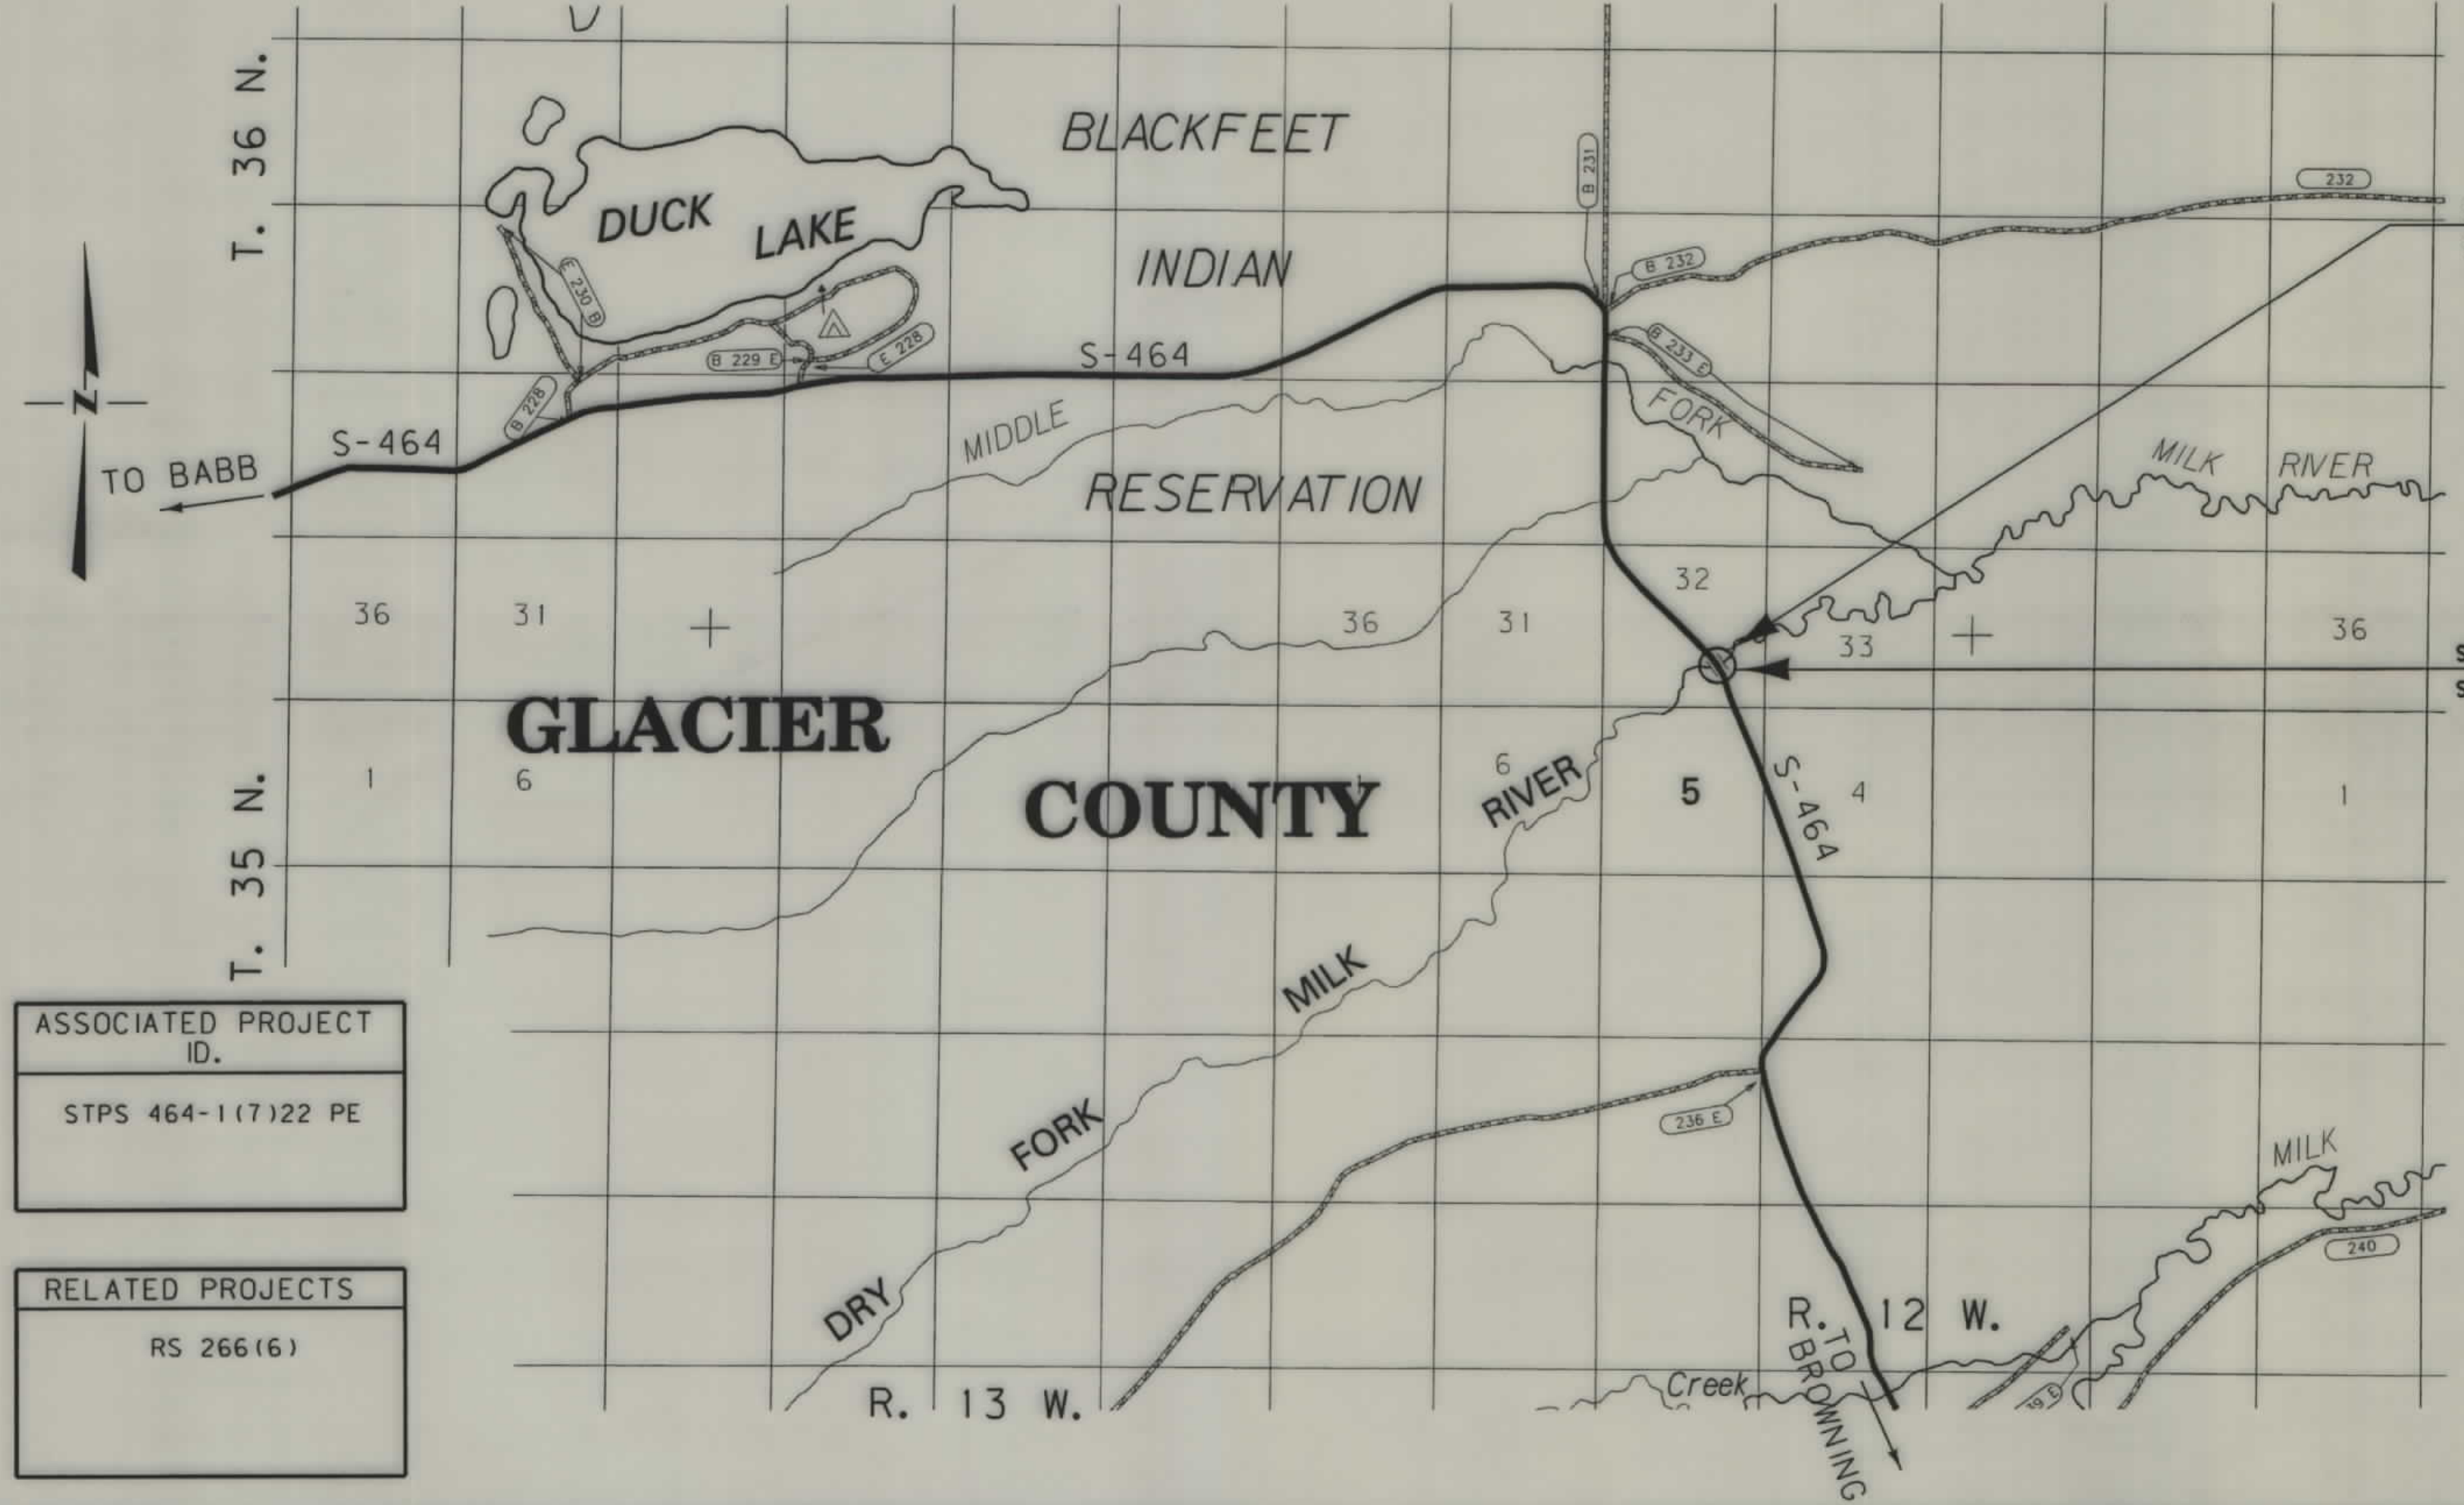 T. 36 N.
BLACKFEET
B 231
232
DUCK LAKE
INDIAN
B 232
E 230 B
B 229 E
E 228
S-464
B 233 E
B 228
FORK
MIDDLE
S-464
MILK RIVER
TO BABB
N
RESERVATION
32
36
31
36
31
33
36
S
S
GLACIER
COUNTY
1
6
6
5
4
1
RIVER
S-464
T. 35 N.
MILK
ASSOCIATED PROJECT
ID.
STPS 464-1(7)22 PE
FORK
236 E
MILK
240
RELATED PROJECTS
RS 266(6)
DRY
R. 12 W.
TO
BROWNING
Creek
39 E
R. 13 W.